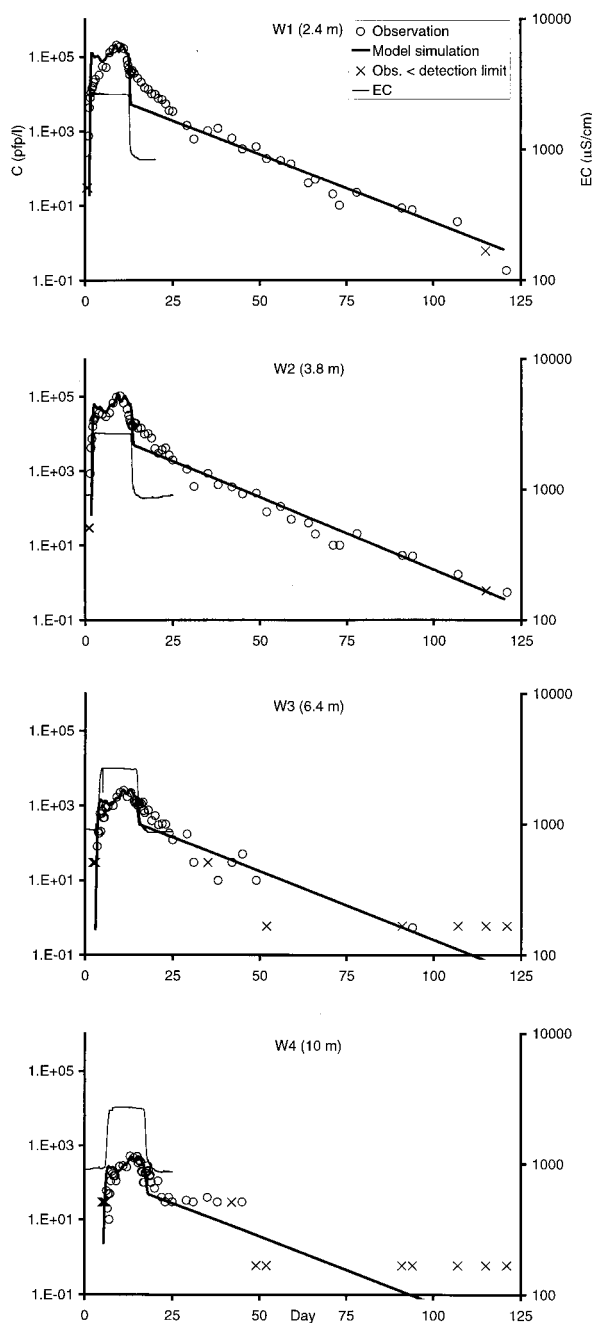 W1 (2.4 m)
Observation
Model simulation
Obs. < detection limit
EC
C (pfp/l)
EC (μS/cm)
1.E+05
1.E+03
1.E+01
1.E-01
10000
1000
100
0 25 50 75 100 125
W2 (3.8 m)
1.E+05
1.E+03
1.E+01
1.E-01
10000
1000
100
0 25 50 75 100 125
W3 (6.4 m)
1.E+05
1.E+03
1.E+01
1.E-01
10000
1000
100
0 25 50 75 100 125
W4 (10 m)
1.E+05
1.E+03
1.E+01
1.E-01
10000
1000
100
0 25 50 Day 75 100 125